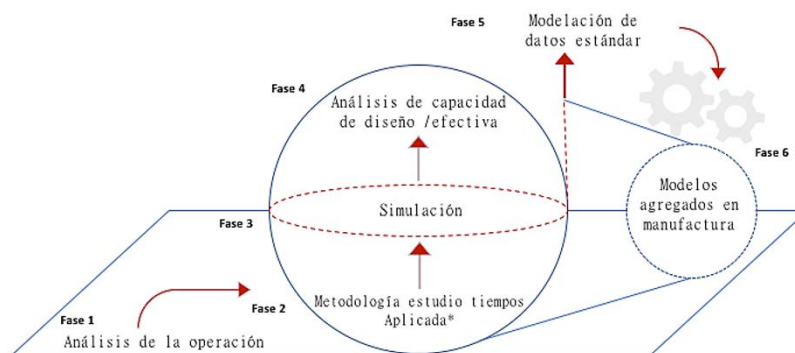 Fase 5
Modelación de
datos estándar
Fase 4
Análisis de capacidad
de diseño /efectiva
Fase 6
Modelos
agregados en
manufactura
Simulación
Fase 3
Fase 2
Metodología estudio tiempos
Aplicada*
Fase 1
Análisis de la operación